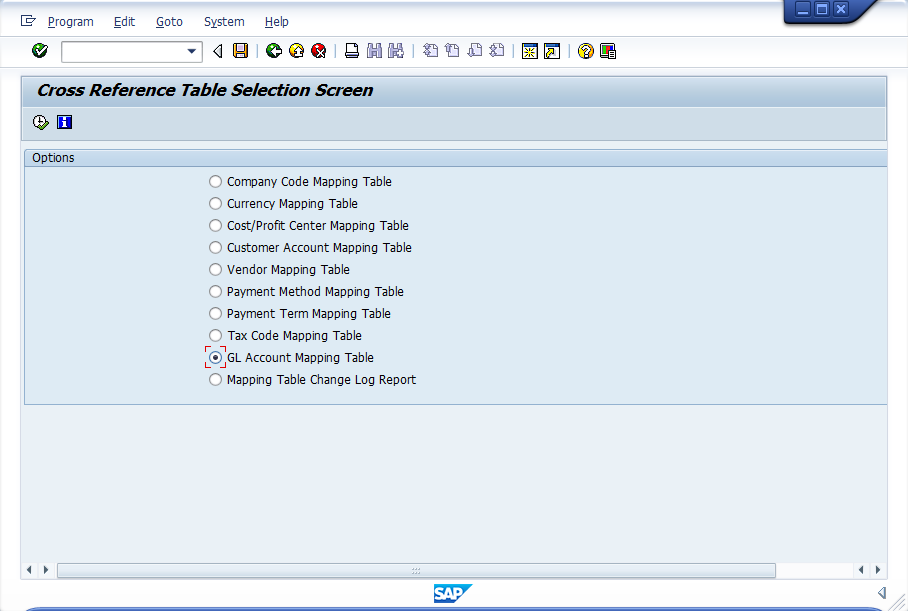 Program Edit Goto System Help
Cross Reference Table Selection Screen
Options
Company Code Mapping Table
Currency Mapping Table
Cost/Profit Center Mapping Table
Customer Account Mapping Table
Vendor Mapping Table
Payment Method Mapping Table
Payment Term Mapping Table
Tax Code Mapping Table
GL Account Mapping Table
Mapping Table Change Log Report
SAP